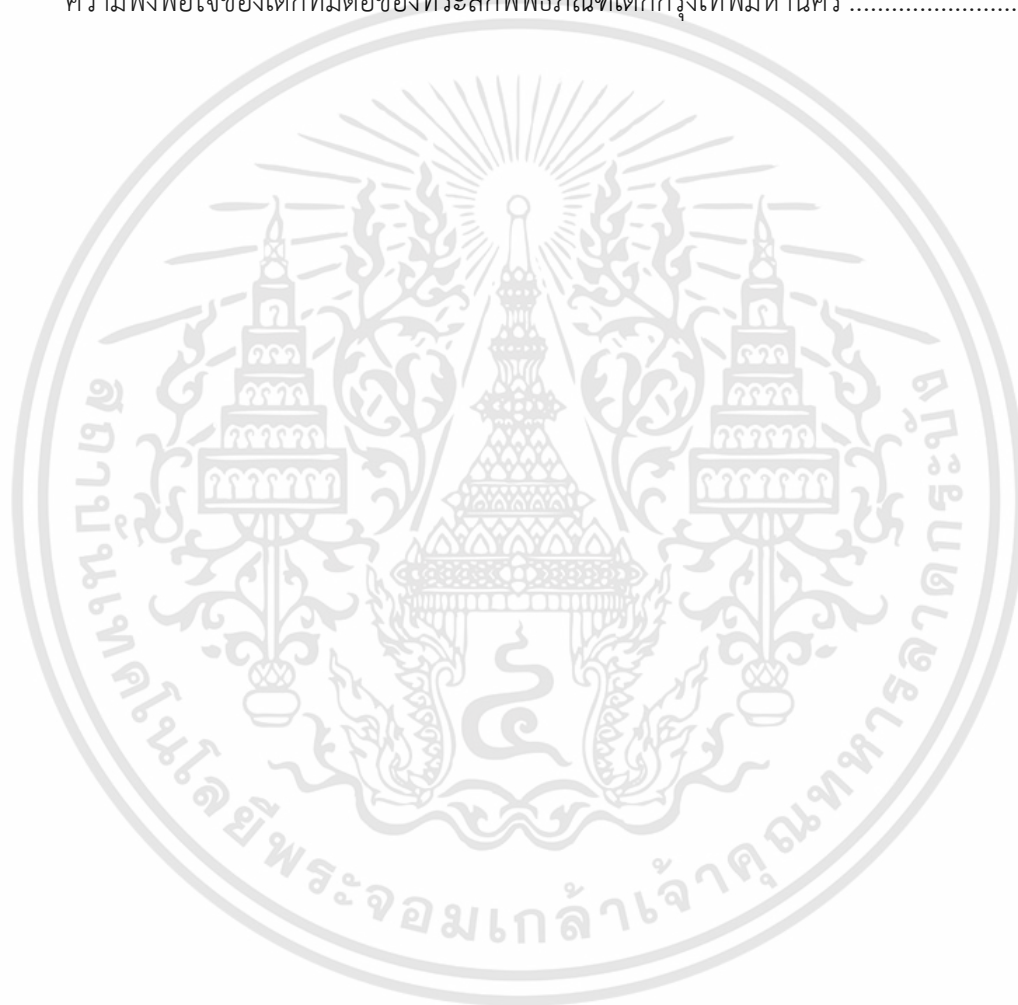 ความพึงพอใจของเด็กที่มีต่อของที่ระลึกพิพิธภัณฑ์เด็กกรุงเทพมหานคร ........................
สถาบันเทคโนโลยีพระจอมเกล้าเจ้าคุณทหารลาดกระบัง
๔